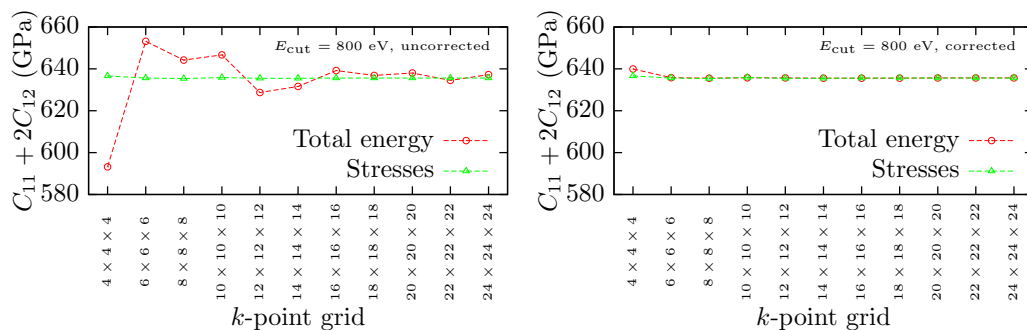 660
640
620
600
580
C₁₁ + 2C₁₂ (GPa)
E_cut = 800 eV, uncorrected
Total energy
Stresses
4 × 4 × 4
6 × 6 × 6
8 × 8 × 8
10 × 10 × 10
12 × 12 × 12
14 × 14 × 14
16 × 16 × 16
18 × 18 × 18
20 × 20 × 20
22 × 22 × 22
24 × 24 × 24
k-point grid
660
640
620
600
580
C₁₁ + 2C₁₂ (GPa)
E_cut = 800 eV, corrected
Total energy
Stresses
4 × 4 × 4
6 × 6 × 6
8 × 8 × 8
10 × 10 × 10
12 × 12 × 12
14 × 14 × 14
16 × 16 × 16
18 × 18 × 18
20 × 20 × 20
22 × 22 × 22
24 × 24 × 24
k-point grid